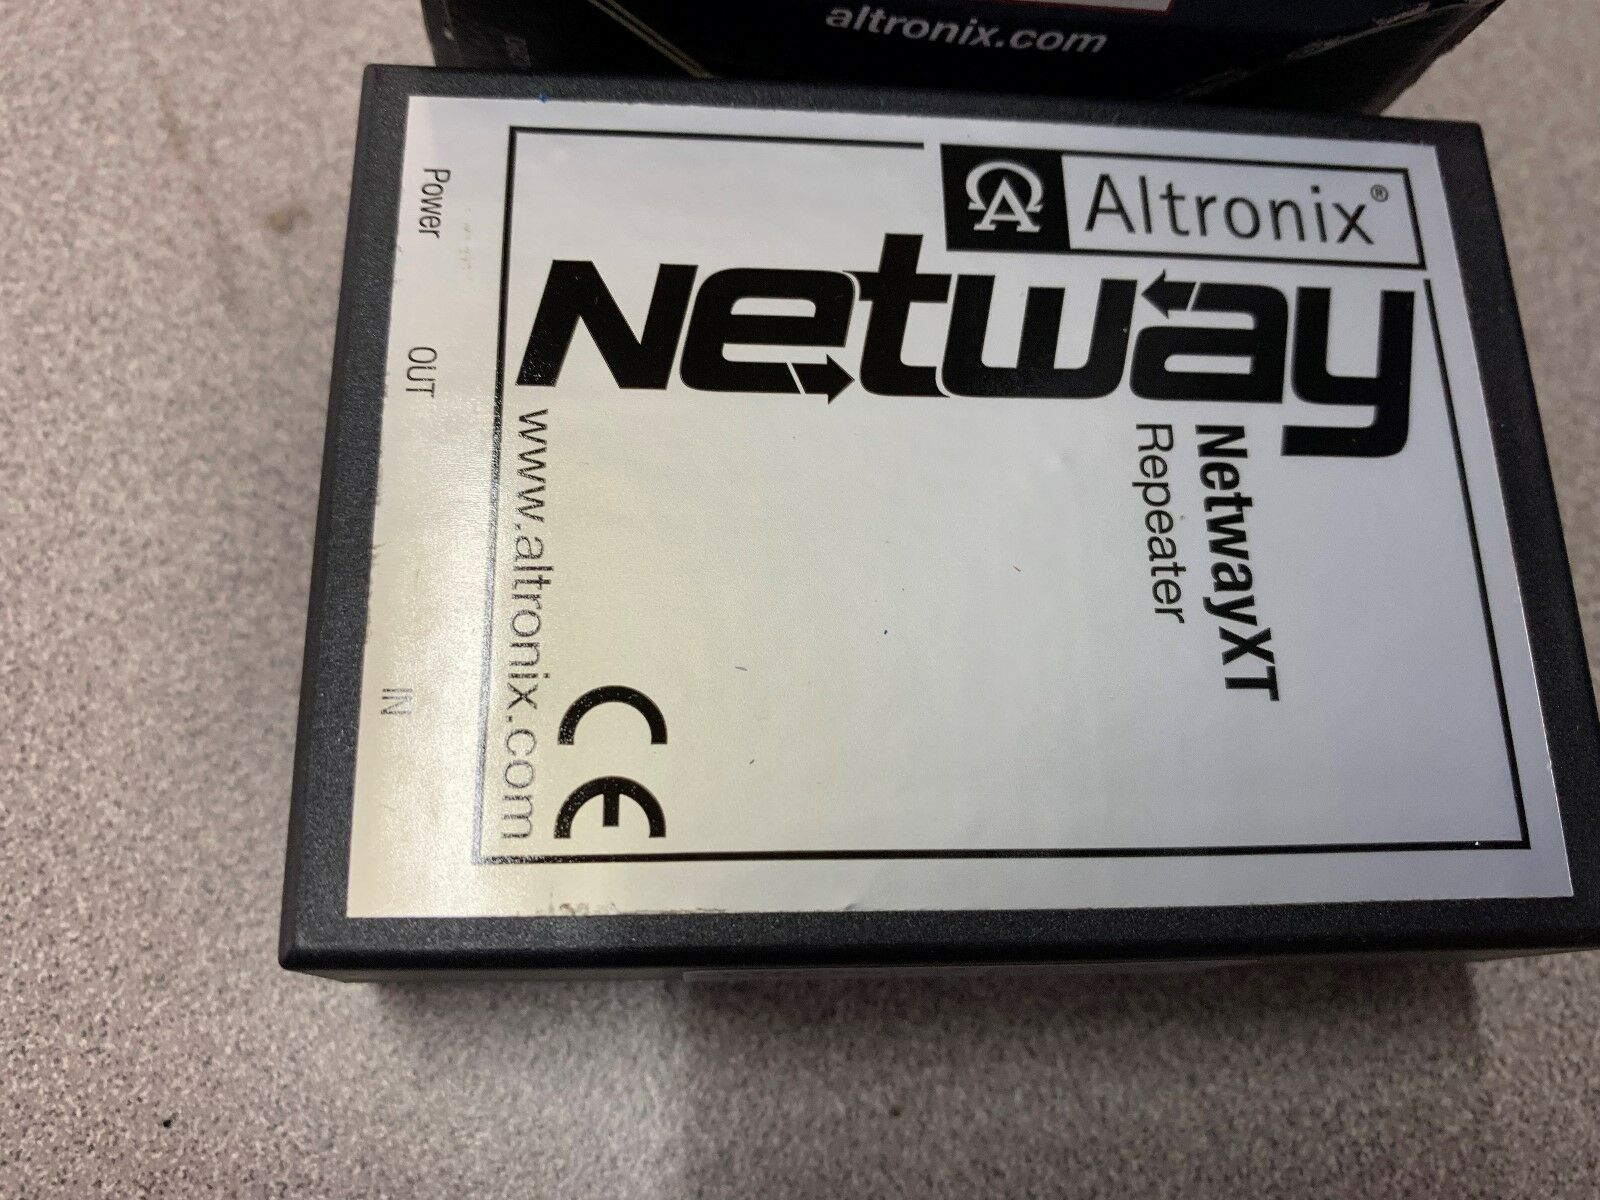 altronix.com
Altronix®
Netway
NetwayXT
Repeater
www.altronix.com
CE
Power
OUT
IN